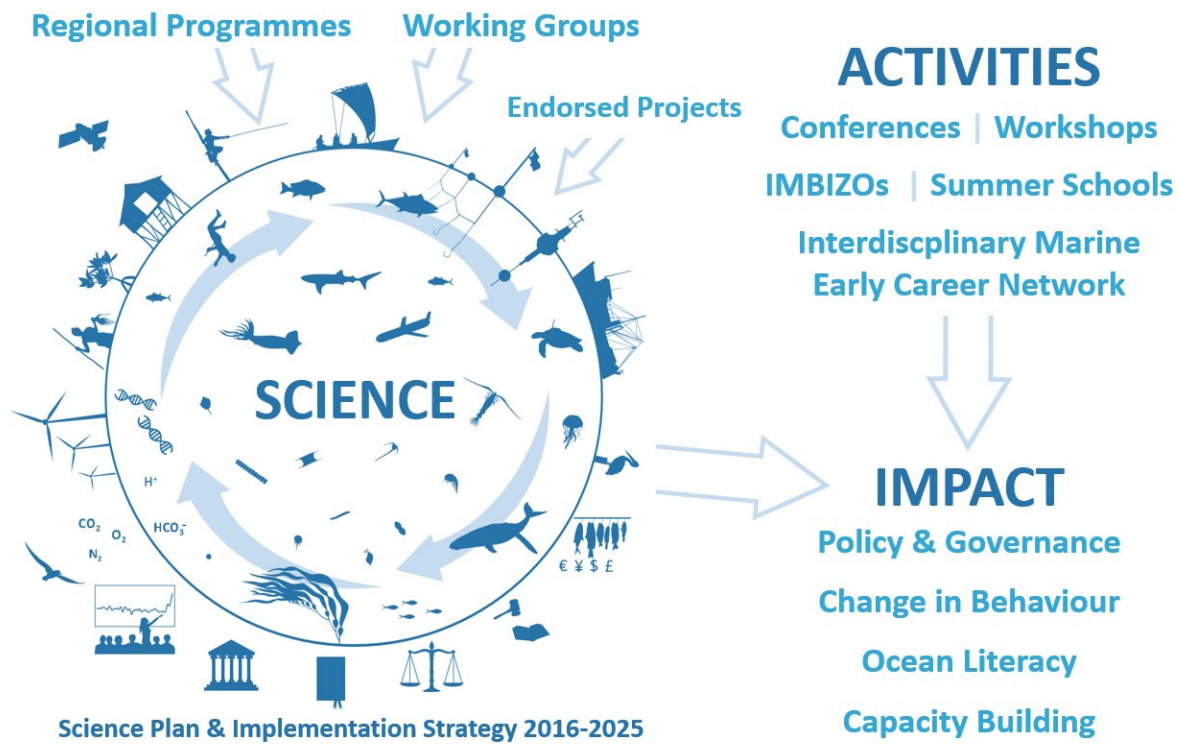 Regional Programmes
Working Groups
Endorsed Projects
SCIENCE
H⁺
CO₂
O₂
HCO₃⁻
N₂
€ ¥ $ £
Science Plan & Implementation Strategy 2016-2025
ACTIVITIES
Conferences | Workshops
IMBIZOs | Summer Schools
Interdiscplinary Marine
Early Career Network
IMPACT
Policy & Governance
Change in Behaviour
Ocean Literacy
Capacity Building